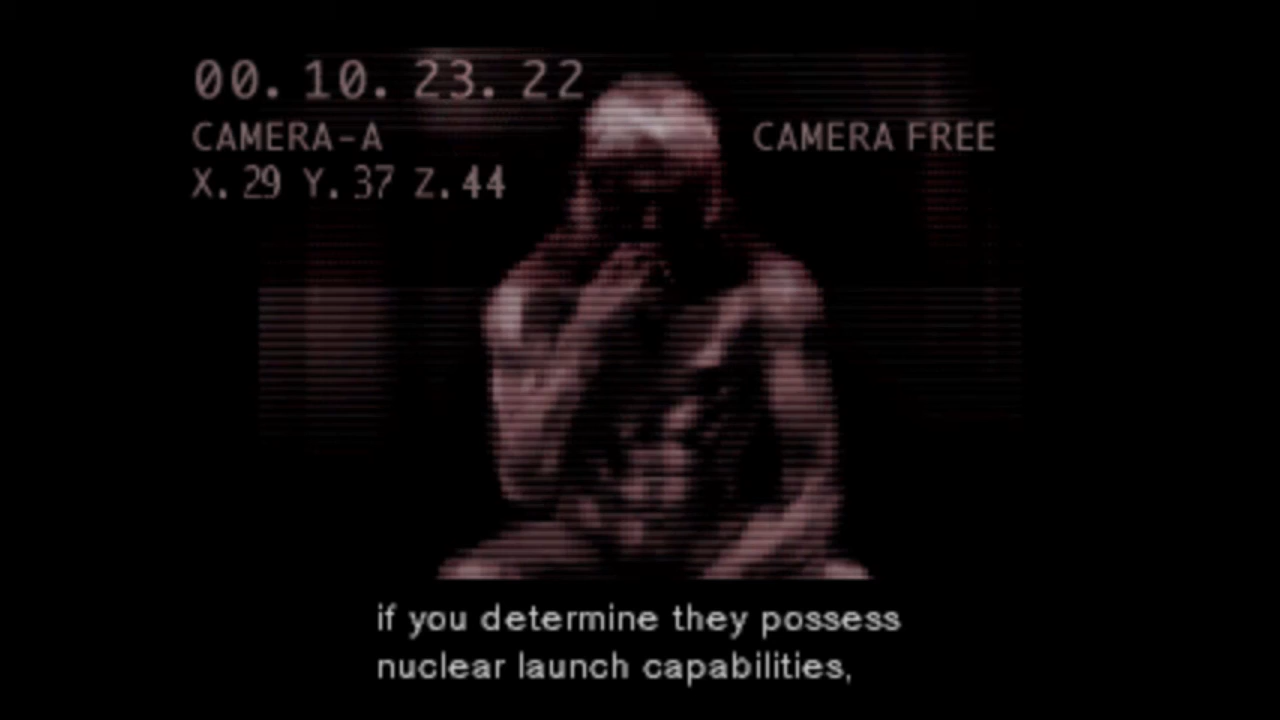 00.10.23.22
CAMERA-A
CAMERA FREE
X.29 Y.37 Z.44
if you determine they possess
nuclear launch capabilities,